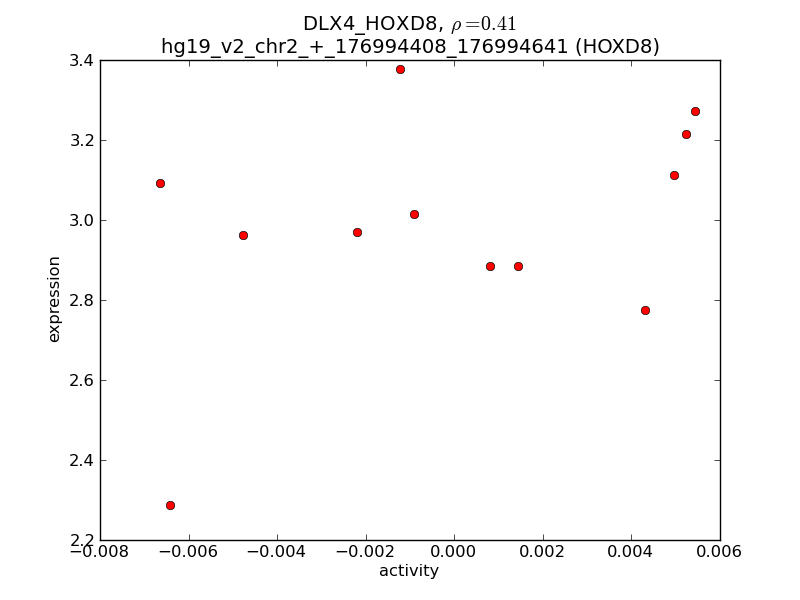 DLX4_HOXD8, ρ=0.41
hg19_v2_chr2_+_176994408_176994641 (HOXD8)
3.4
3.2
3.0
2.8
2.6
2.4
2.2
expression
−0.008 −0.006 −0.004 −0.002 0.000 0.002 0.004 0.006
activity